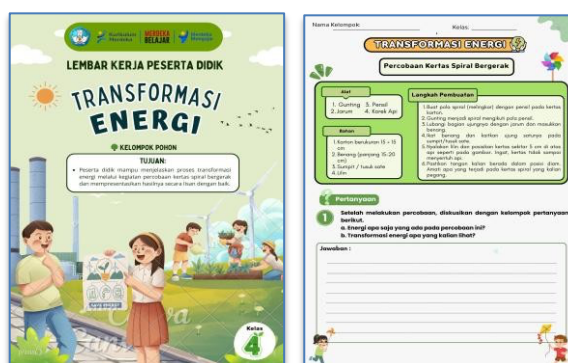 Kurikulum
Merdeka
MERDEKA
BELAJAR
Merdeka
Mengajar
LEMBAR KERJA PESERTA DIDIK
TRANSFORMASI
ENERGI
KELOMPOK POHON
TUJUAN:
Peserta didik mampu menjelaskan proses transformasi
energi melalui kegiatan percobaan kertas spiral bergerak
dan mempresentasikan hasilnya secara lisan dengan baik.
Kelas
4
Nama Kelompok:
Kelas:
TRANSFORMASI ENERGI
Percobaan Kertas Spiral Bergerak
Alat
1. Gunting 3. Pensil
2. Jarum 4. Korek Api
Bahan
1. Karton berukuran 15 × 15
cm
2. Benang (panjang 15-20
cm)
3. Sumpit / tusuk sate
4. Lilin
Langkah Pembuatan
1. Buat pola spiral (melingkar) dengan pensil pada kertas
karton.
2. Gunting menjadi spiral mengikuti pola pensil.
3. Lubangi bagian ujungnya dengan jarum dan masukkan
benang.
4. Ikat benang dan kaitkan ujung satunya pada
sumpit/tusuk sate.
5. Nyalakan lilin dan posisikan kertas sekitar 5 cm di atas
api seperti pada gambar. Ingat, kertas tidak sampai
menyentuh api.
6. Pastikan tangan kalian berada dalam posisi diam.
Amati apa yang terjadi pada kertas spiral yang kalian
pegang.
Pertanyaan
1
Setelah melakukan percobaan, diskusikan dengan kelompok pertanyaan
berikut.
a. Energi apa saja yang ada pada percobaan ini?
b. Transformasi energi apa yang kalian lihat?
Jawaban :